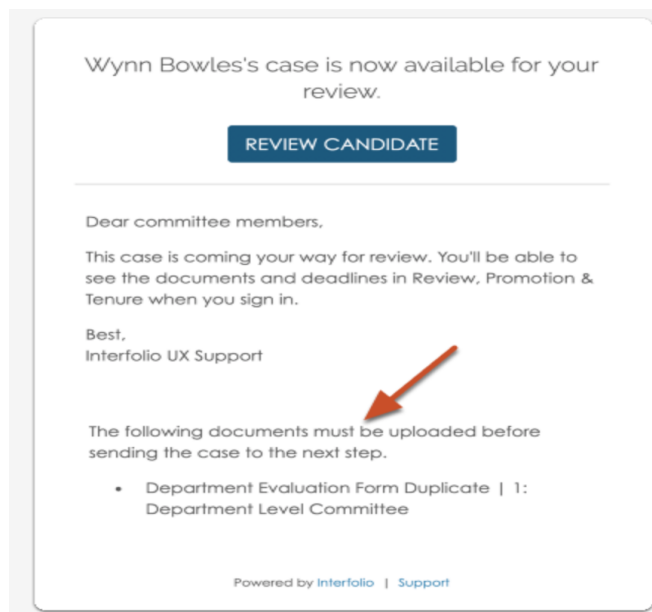 Wynn Bowles's case is now available for your
review.
REVIEW CANDIDATE
Dear committee members,
This case is coming your way for review. You'll be able to
see the documents and deadlines in Review, Promotion &
Tenure when you sign in.
Best,
Interfolio UX Support
The following documents must be uploaded before
sending the case to the next step.
• Department Evaluation Form Duplicate | 1:
Department Level Committee
Powered by Interfolio | Support